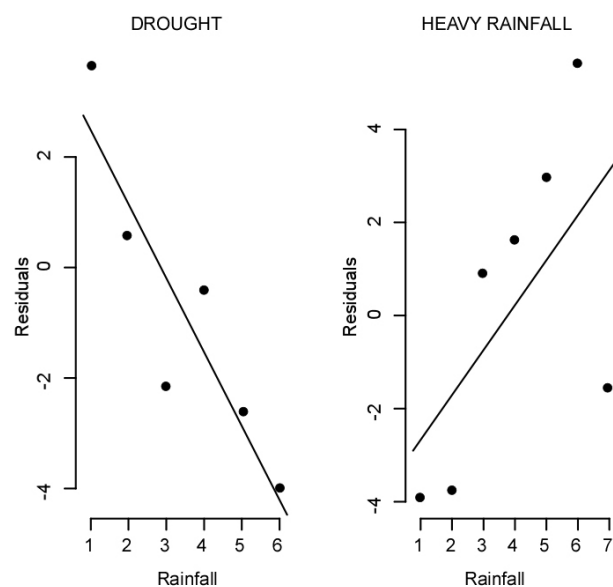 DROUGHT
2
0
-2
-4
Residuals
1 2 3 4 5 6
Rainfall
HEAVY RAINFALL
4
2
0
-2
-4
Residuals
1 2 3 4 5 6 7
Rainfall